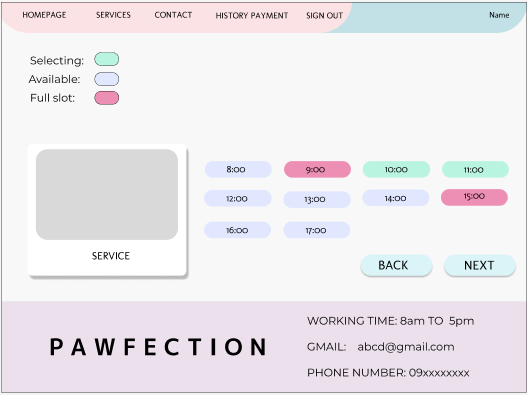 HOMEPAGE SERVICES CONTACT HISTORY PAYMENT SIGN OUT Name
Selecting:
Available:
Full slot:
8:00 9:00 10:00 11:00
12:00 13:00 14:00 15:00
16:00 17:00
SERVICE
BACK NEXT
PAWFECTION
WORKING TIME: 8am TO 5pm
GMAIL: abcd@gmail.com
PHONE NUMBER: 09xxxxxxxx